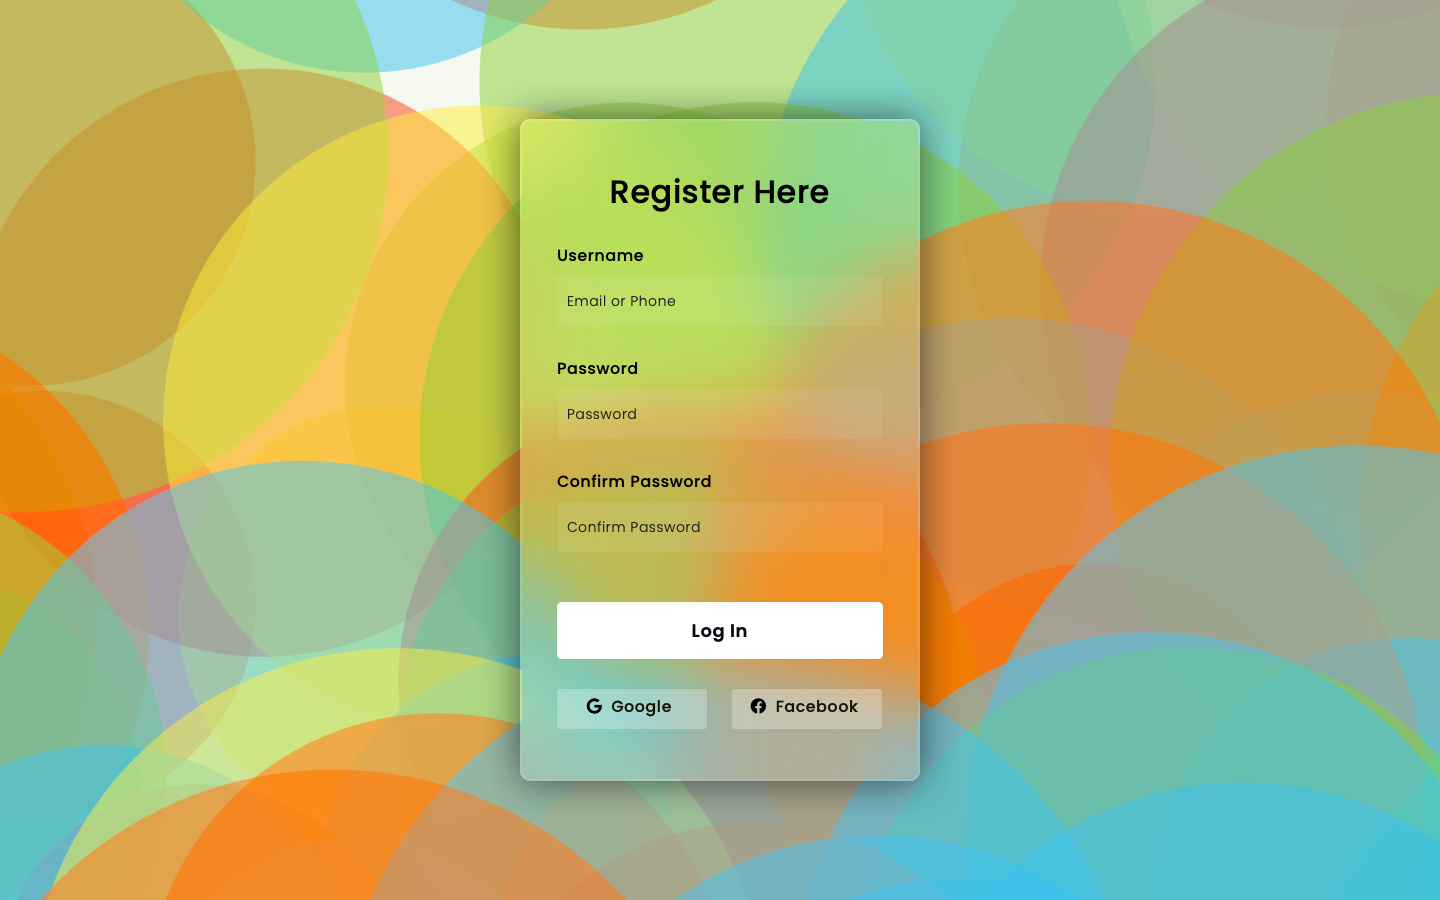 Register Here
Username
Email or Phone
Password
Password
Confirm Password
Confirm Password
Log In
Google
Facebook